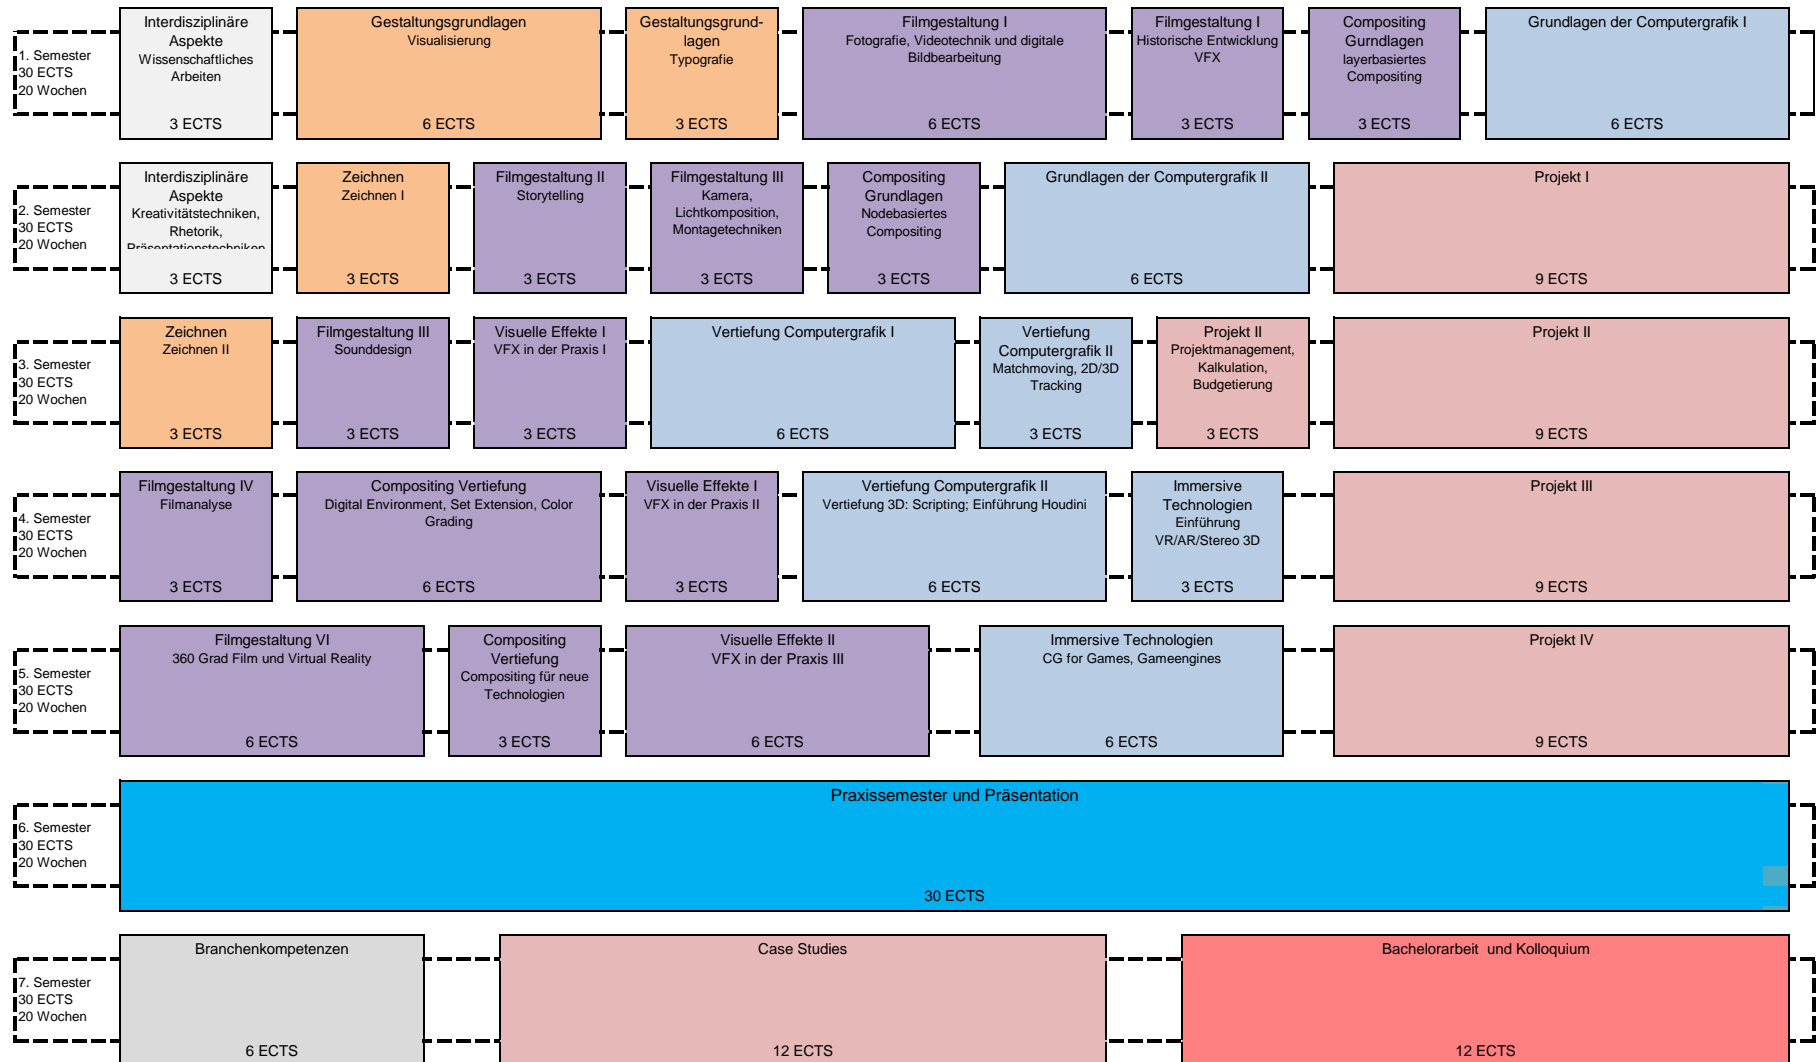 1. Semester
30 ECTS
20 Wochen
Interdisziplinäre
Aspekte
Wissenschaftliches
Arbeiten
3 ECTS
Gestaltungsgrundlagen
Visualisierung
6 ECTS
Gestaltungsgrund-
lagen
Typografie
3 ECTS
Filmgestaltung I
Fotografie, Videotechnik und digitale
Bildbearbeitung
6 ECTS
Filmgestaltung I
Historische Entwicklung
VFX
3 ECTS
Compositing
Gurndlagen
layerbasiertes
Compositing
3 ECTS
Grundlagen der Computergrafik I
6 ECTS
2. Semester
30 ECTS
20 Wochen
Interdisziplinäre
Aspekte
Kreativitätstechniken,
Rhetorik,
Präsentationstechniken
3 ECTS
Zeichnen
Zeichnen I
3 ECTS
Filmgestaltung II
Storytelling
3 ECTS
Filmgestaltung III
Kamera,
Lichtkomposition,
Montagetechniken
3 ECTS
Compositing
Grundlagen
Nodebasiertes
Compositing
3 ECTS
Grundlagen der Computergrafik II
6 ECTS
Projekt I
9 ECTS
3. Semester
30 ECTS
20 Wochen
Zeichnen
Zeichnen II
3 ECTS
Filmgestaltung III
Sounddesign
3 ECTS
Visuelle Effekte I
VFX in der Praxis I
3 ECTS
Vertiefung Computergrafik I
6 ECTS
Vertiefung
Computergrafik II
Matchmoving, 2D/3D
Tracking
3 ECTS
Projekt II
Projektmanagement,
Kalkulation,
Budgetierung
3 ECTS
Projekt II
9 ECTS
4. Semester
30 ECTS
20 Wochen
Filmgestaltung IV
Filmanalyse
3 ECTS
Compositing Vertiefung
Digital Environment, Set Extension, Color
Grading
6 ECTS
Visuelle Effekte I
VFX in der Praxis II
3 ECTS
Vertiefung Computergrafik II
Vertiefung 3D: Scripting; Einführung Houdini
6 ECTS
Immersive
Technologien
Einführung
VR/AR/Stereo 3D
3 ECTS
Projekt III
9 ECTS
5. Semester
30 ECTS
20 Wochen
Filmgestaltung VI
360 Grad Film und Virtual Reality
6 ECTS
Compositing
Vertiefung
Compositing für neue
Technologien
3 ECTS
Visuelle Effekte II
VFX in der Praxis III
6 ECTS
Immersive Technologien
CG for Games, Gameengines
6 ECTS
Projekt IV
9 ECTS
6. Semester
30 ECTS
20 Wochen
Praxissemester und Präsentation
30 ECTS
7. Semester
30 ECTS
20 Wochen
Branchenkompetenzen
6 ECTS
Case Studies
12 ECTS
Bachelorarbeit und Kolloquium
12 ECTS